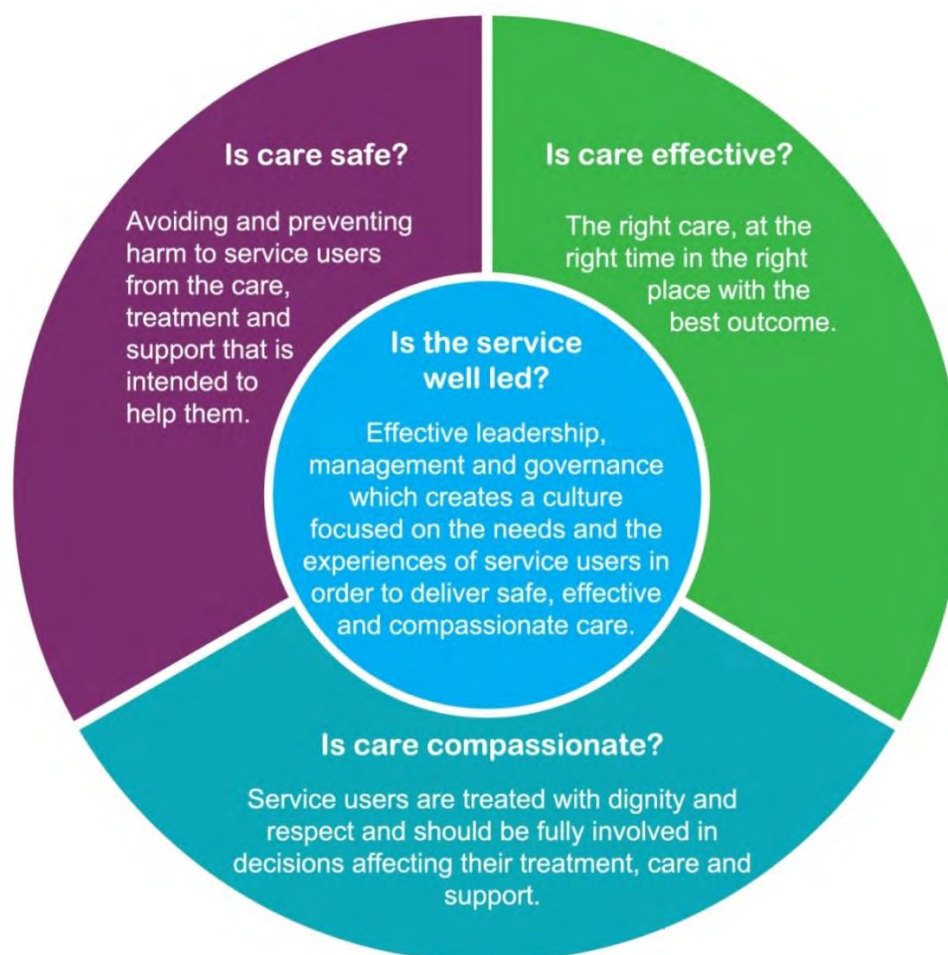 Is care safe?
Avoiding and preventing
harm to service users
from the care,
treatment and
support that is
intended to
help them.
Is care effective?
The right care, at the
right time in the right
place with the
best outcome.
Is the service
well led?
Effective leadership,
management and governance
which creates a culture
focused on the needs and the
experiences of service users in
order to deliver safe, effective
and compassionate care.
Is care compassionate?
Service users are treated with dignity and
respect and should be fully involved in
decisions affecting their treatment, care and
support.